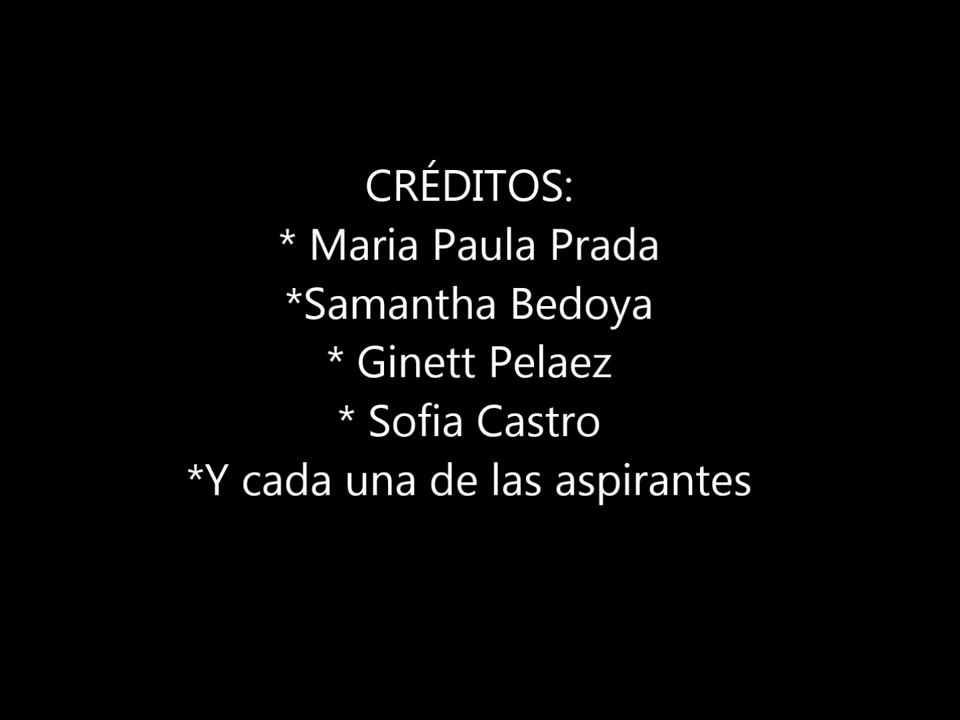 CRÉDITOS:
* Maria Paula Prada
*Samantha Bedoya
* Ginett Pelaez
* Sofia Castro
*Y cada una de las aspirantes